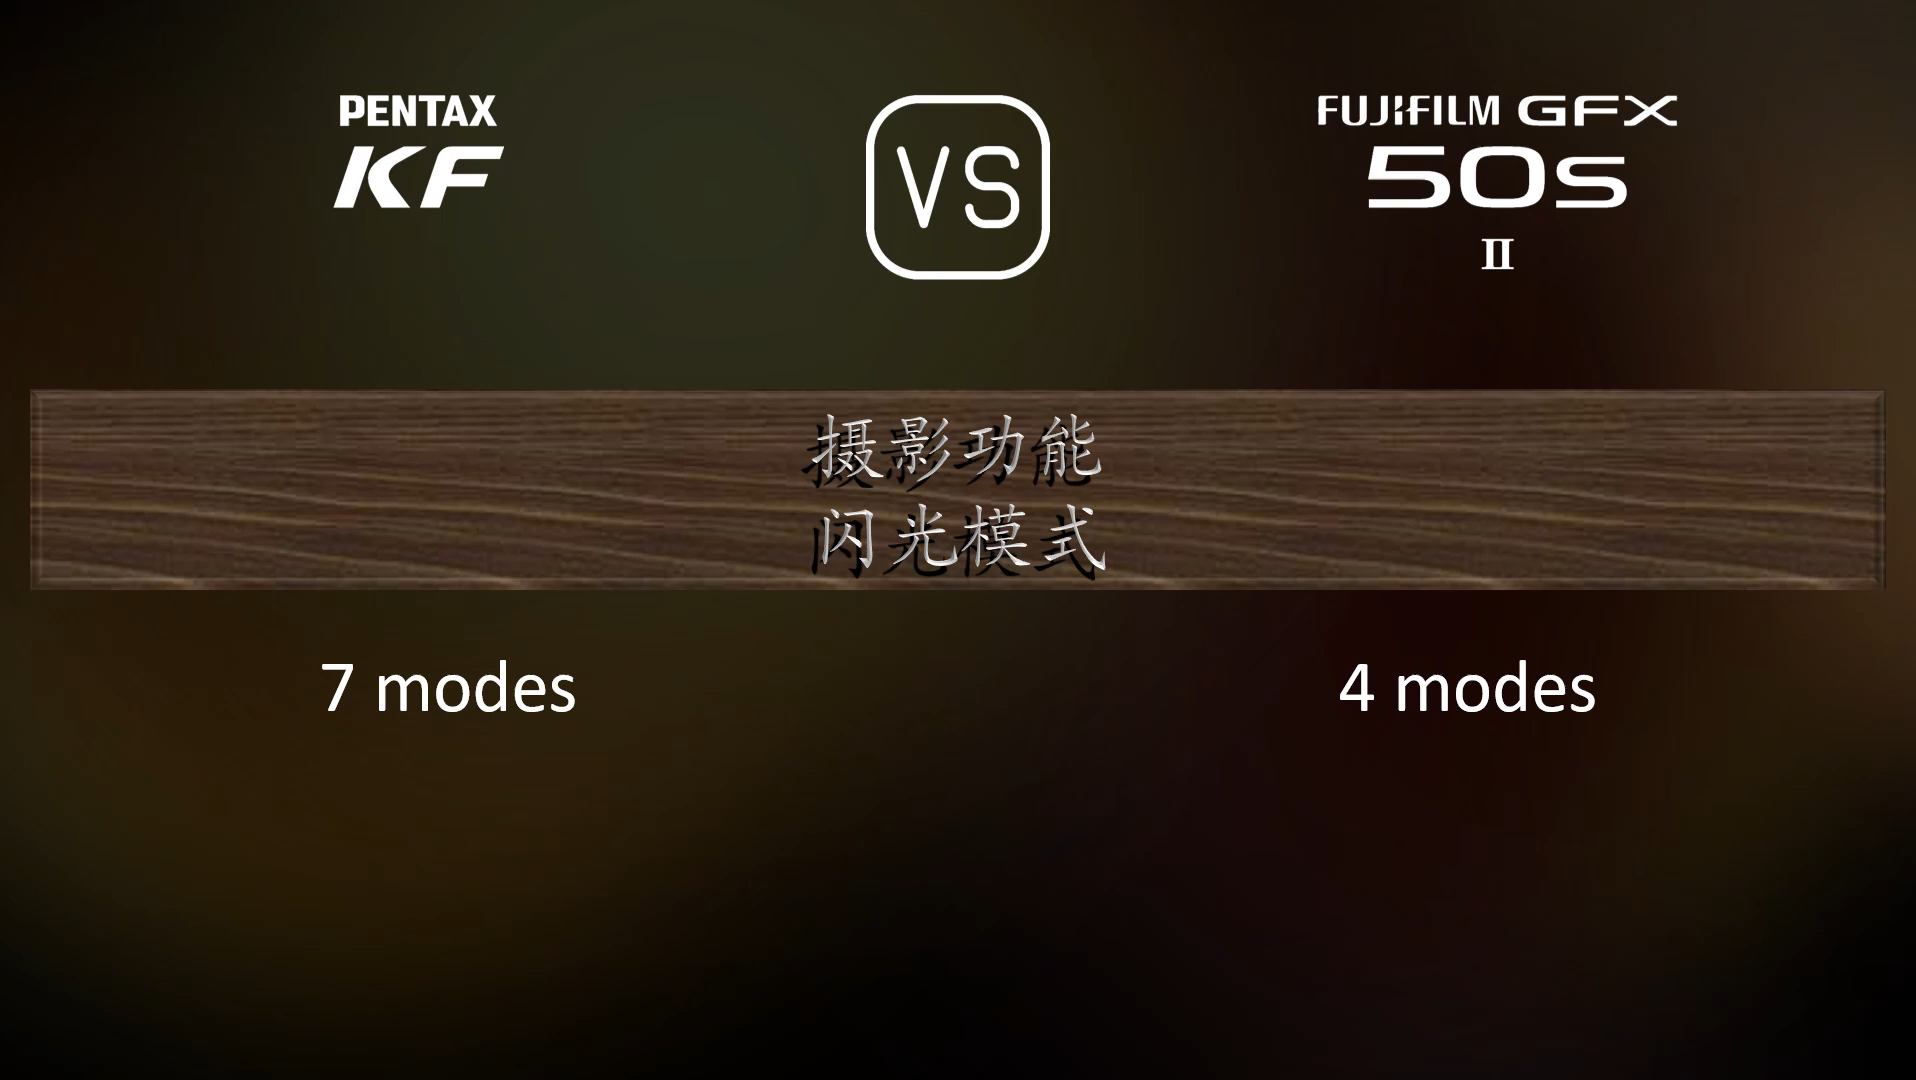 PENTAX
KF
VS
FUJIFILM GFX
50s
II
摄影功能
闪光模式
7 modes
4 modes